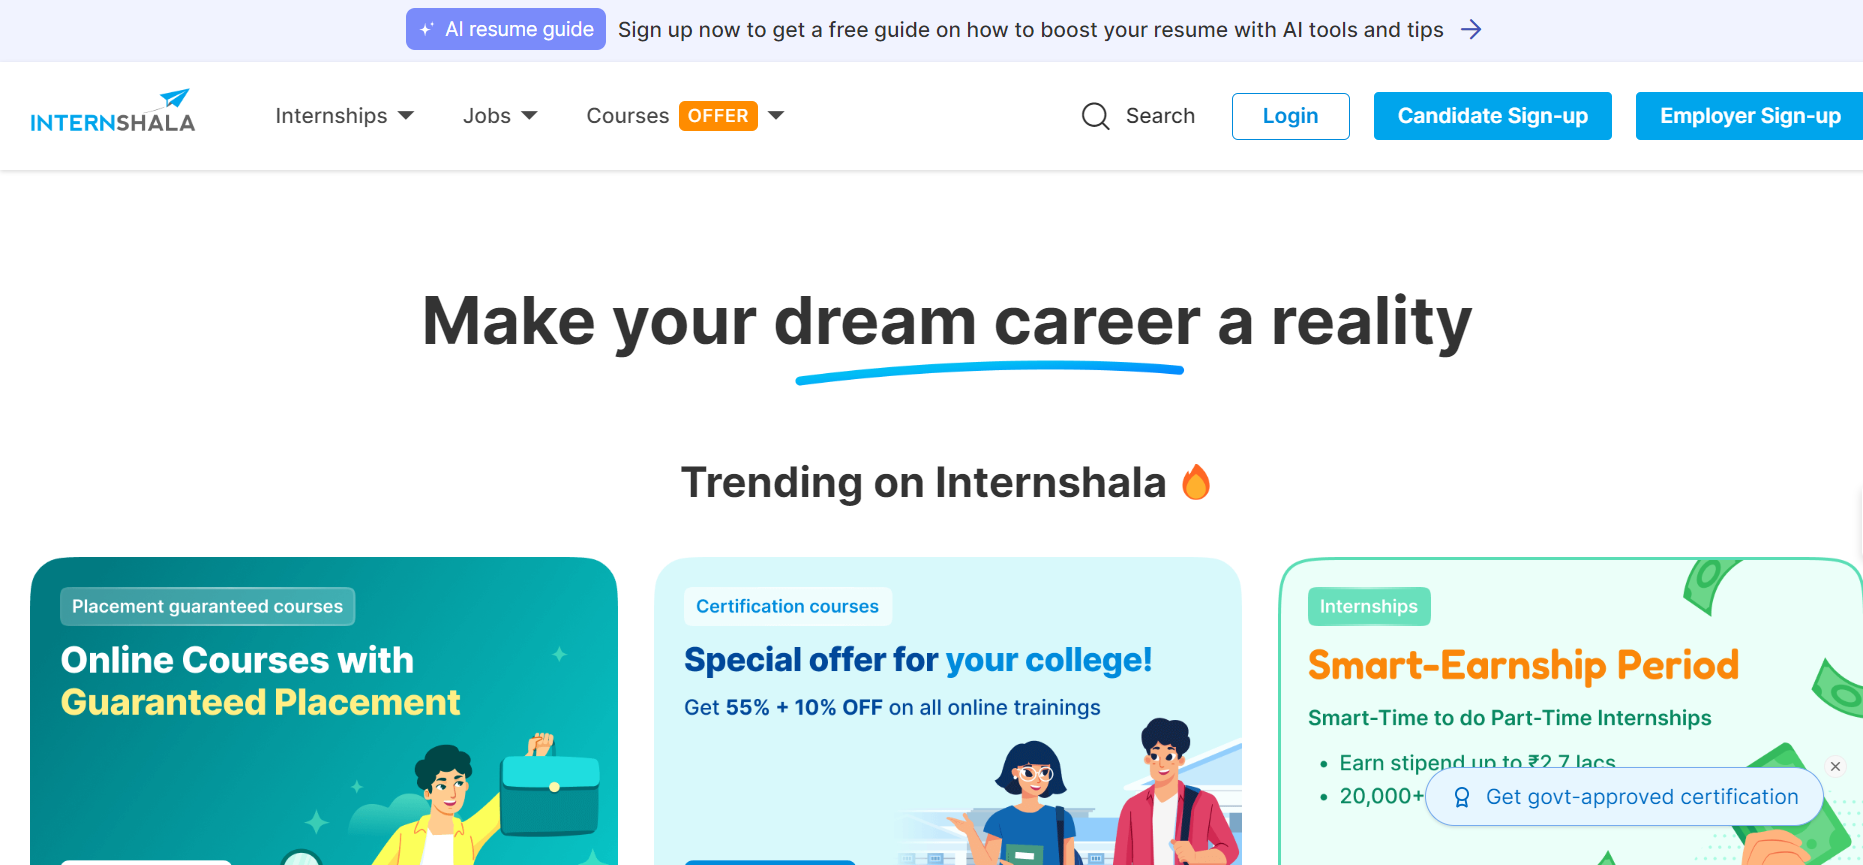 AI resume guide Sign up now to get a free guide on how to boost your resume with AI tools and tips
INTERNSHALA Internships Jobs Courses OFFER Search Login Candidate Sign-up Employer Sign-up
Make your dream career a reality
Trending on Internshala
Placement guaranteed courses
Online Courses with
Guaranteed Placement
Certification courses
Special offer for your college!
Get 55% + 10% OFF on all online trainings
Internships
Smart-Earnship Period
Smart-Time to do Part-Time Internships
• Earn stipend up to ₹2.7 lacs
• 20,000+
Get govt-approved certification